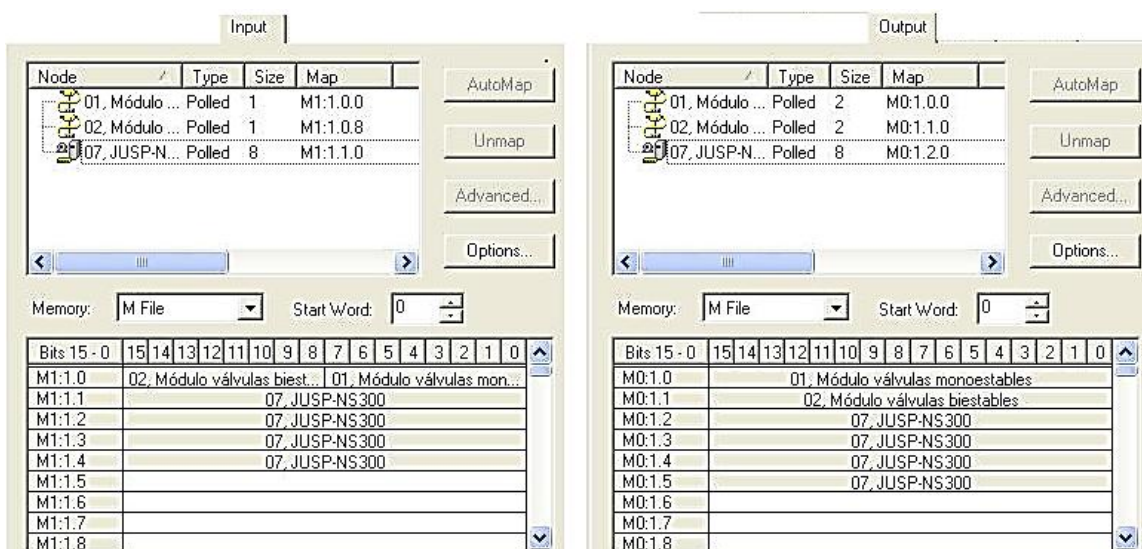 Input
Node / Type Size Map
01, Módulo ... Polled 1 M1:1.0.0
02, Módulo ... Polled 1 M1:1.0.8
07, JUSP-N... Polled 8 M1:1.1.0
AutoMap
Unmap
Advanced...
Options...
Memory: M File Start Word: 0
Bits 15 - 0 15 14 13 12 11 10 9 8 7 6 5 4 3 2 1 0
M1:1.0 02, Módulo válvulas biest... 01, Módulo válvulas mon...
M1:1.1 07, JUSP-NS300
M1:1.2 07, JUSP-NS300
M1:1.3 07, JUSP-NS300
M1:1.4 07, JUSP-NS300
M1:1.5
M1:1.6
M1:1.7
M1:1.8
Output
Node / Type Size Map
01, Módulo ... Polled 2 M0:1.0.0
02, Módulo ... Polled 2 M0:1.1.0
07, JUSP-N... Polled 8 M0:1.2.0
AutoMap
Unmap
Advanced...
Options...
Memory: M File Start Word: 0
Bits 15 - 0 15 14 13 12 11 10 9 8 7 6 5 4 3 2 1 0
M0:1.0 01, Módulo válvulas monoestables
M0:1.1 02, Módulo válvulas biestables
M0:1.2 07, JUSP-NS300
M0:1.3 07, JUSP-NS300
M0:1.4 07, JUSP-NS300
M0:1.5 07, JUSP-NS300
M0:1.6
M0:1.7
M0:1.8